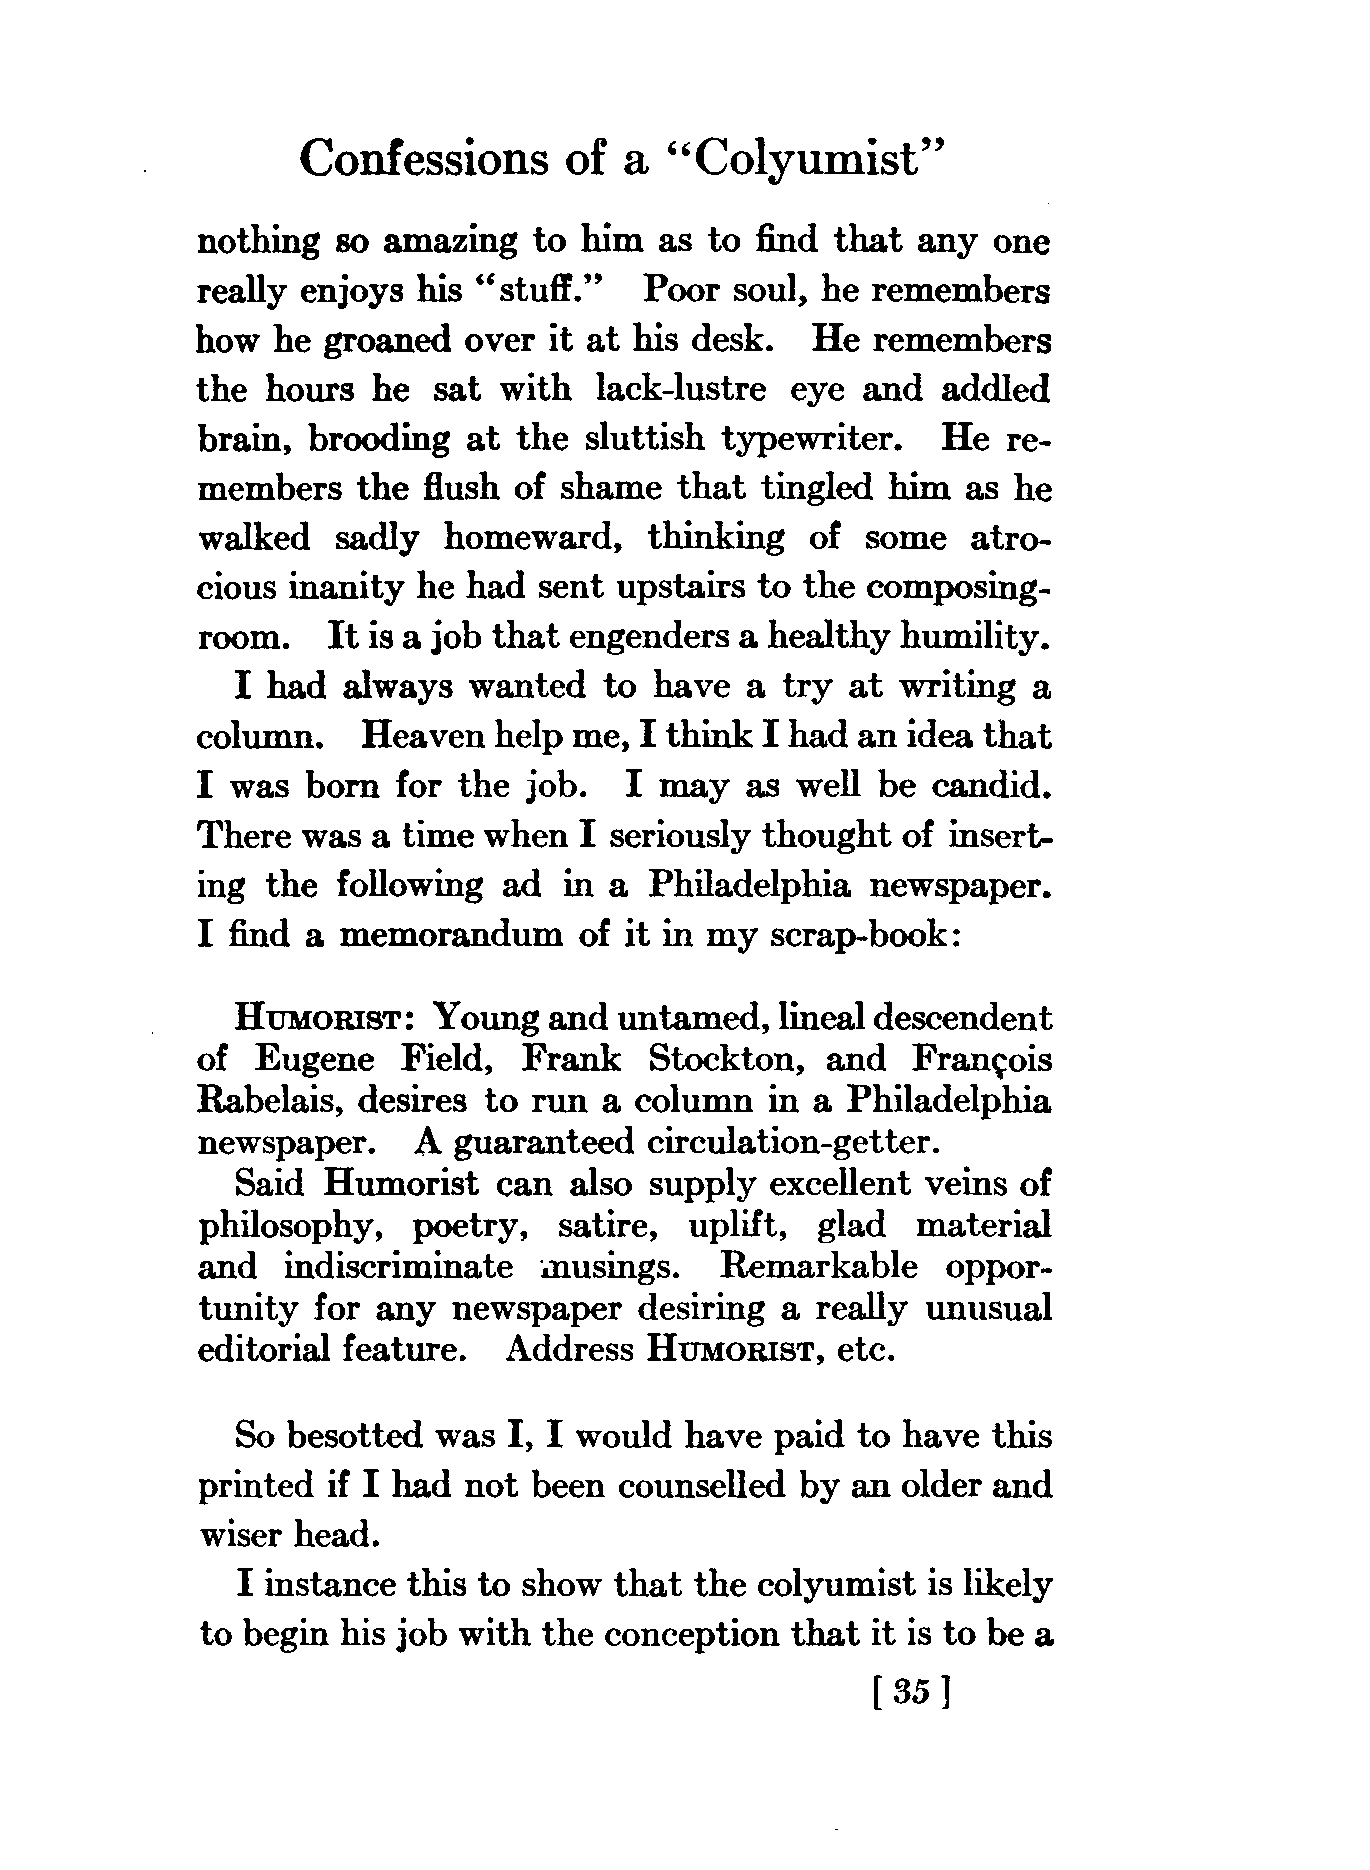 Confessions of a “Colyumist”
nothing so amazing to him as to find that any one
really enjoys his “stuff.” Poor soul, he remembers
how he groaned over it at his desk. He remembers
the hours he sat with lack-lustre eye and addled
brain, brooding at the sluttish typewriter. He re-
members the flush of shame that tingled him as he
walked sadly homeward, thinking of some atro-
cious inanity he had sent upstairs to the composing-
room. It is a job that engenders a healthy humility.
I had always wanted to have a try at writing a
column. Heaven help me, I think I had an idea that
I was born for the job. I may as well be candid.
There was a time when I seriously thought of insert-
ing the following ad in a Philadelphia newspaper.
I find a memorandum of it in my scrap-book:
HUMORIST: Young and untamed, lineal descendent
of Eugene Field, Frank Stockton, and François
Rabelais, desires to run a column in a Philadelphia
newspaper. A guaranteed circulation-getter.
Said Humorist can also supply excellent veins of
philosophy, poetry, satire, uplift, glad material
and indiscriminate musings. Remarkable oppor-
tunity for any newspaper desiring a really unusual
editorial feature. Address HUMORIST, etc.
So besotted was I, I would have paid to have this
printed if I had not been counselled by an older and
wiser head.
I instance this to show that the colyumist is likely
to begin his job with the conception that it is to be a
[ 35 ]